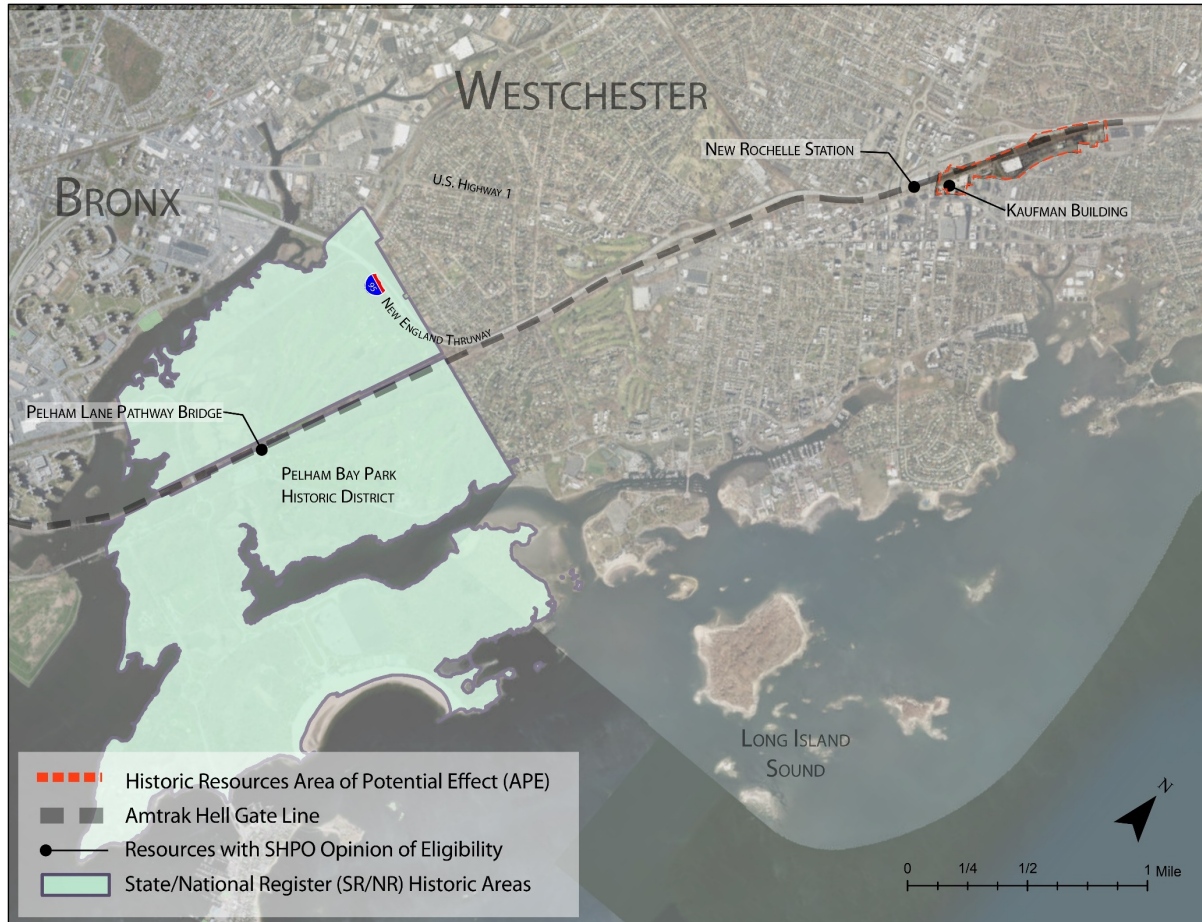 WESTCHESTER
NEW ROCHELLE STATION
U.S. HIGHWAY 1
BRONX
KAUFMAN BUILDING
95
NEW ENGLAND THRUWAY
PELHAM LANE PATHWAY BRIDGE
PELHAM BAY PARK
HISTORIC DISTRICT
LONG ISLAND
SOUND
Historic Resources Area of Potential Effect (APE)
Amtrak Hell Gate Line
Resources with SHPO Opinion of Eligibility
State/National Register (SR/NR) Historic Areas
N
0 1/4 1/2 1 Mile